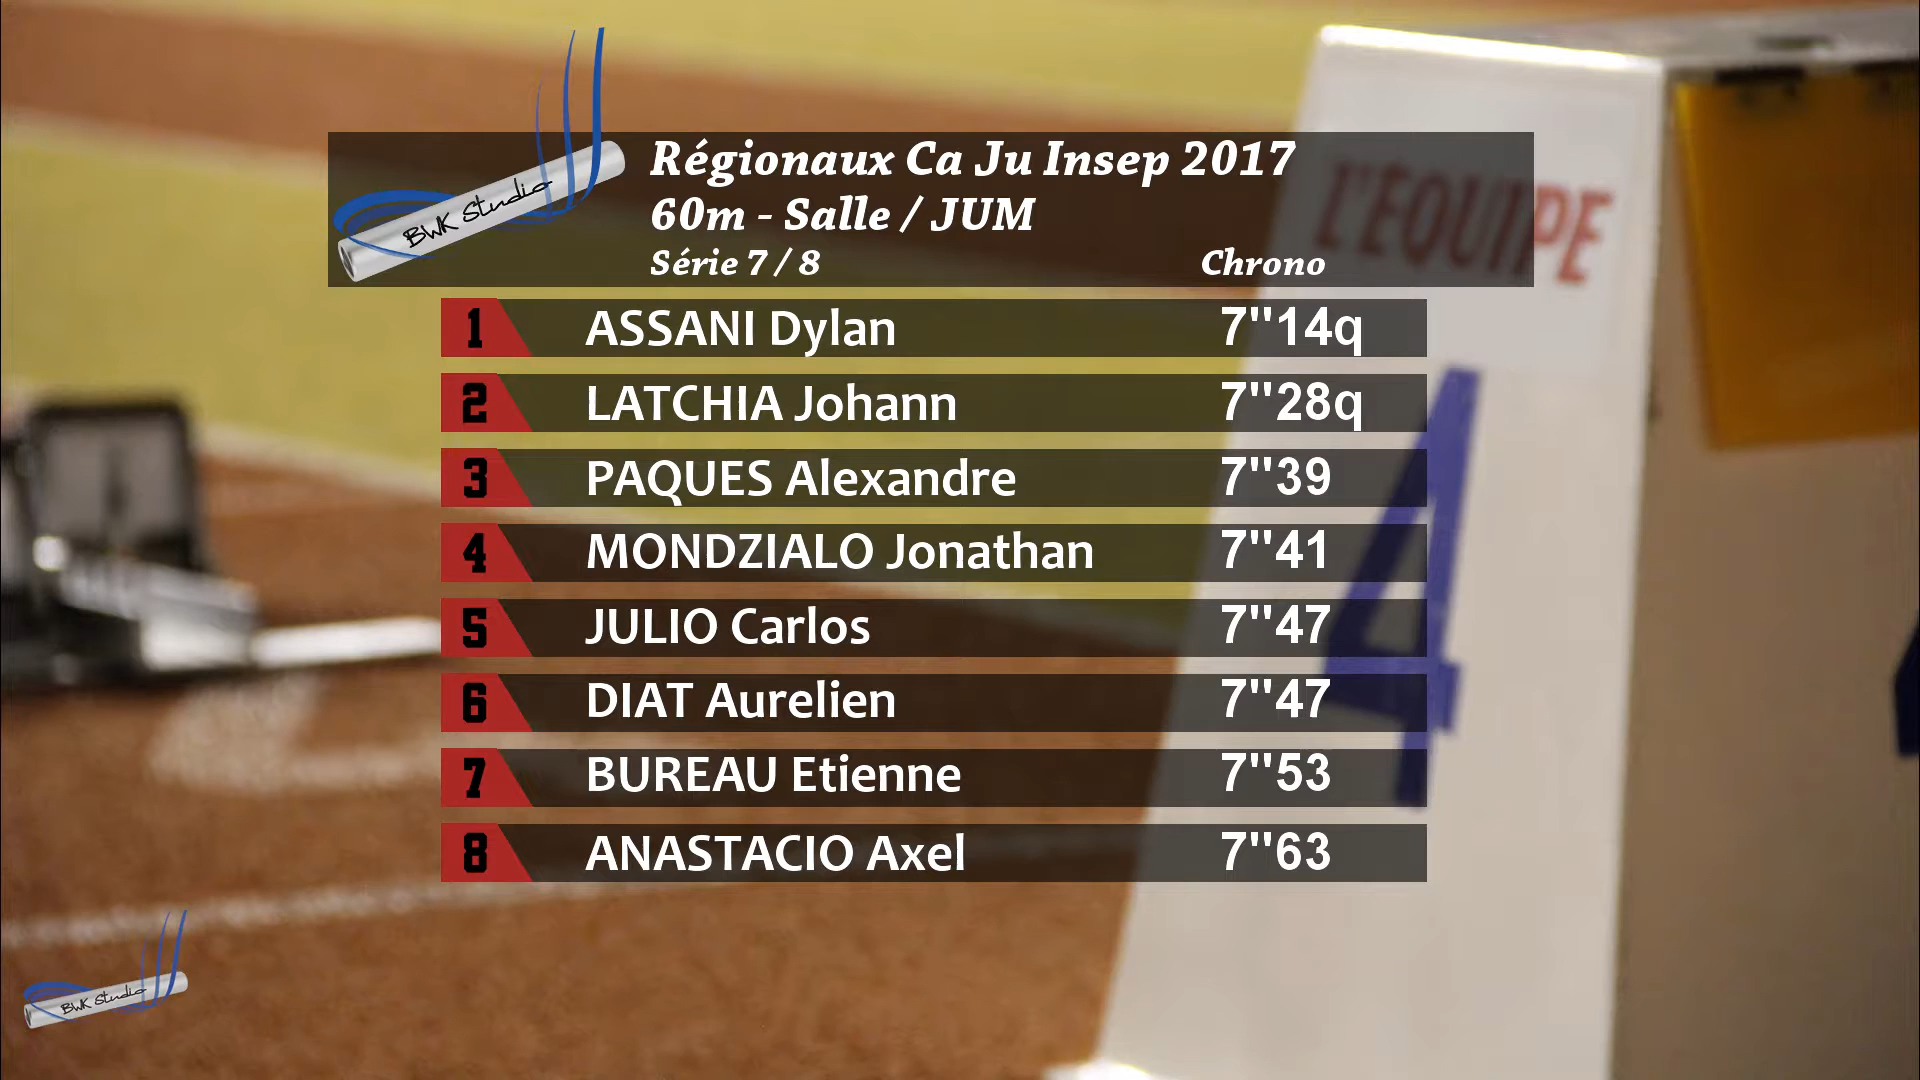 BWK Studio
Régionaux Ca Ju Insep 2017
60m - Salle / JUM
Série 7 / 8 Chrono
L'ÉQUIPE
1 ASSANI Dylan 7"14q
2 LATCHIA Johann 7"28q
3 PAQUES Alexandre 7"39
4 MONDZIALO Jonathan 7"41
5 JULIO Carlos 7"47
6 DIAT Aurelien 7"47
7 BUREAU Etienne 7"53
8 ANASTACIO Axel 7"63
4
BWK Studio